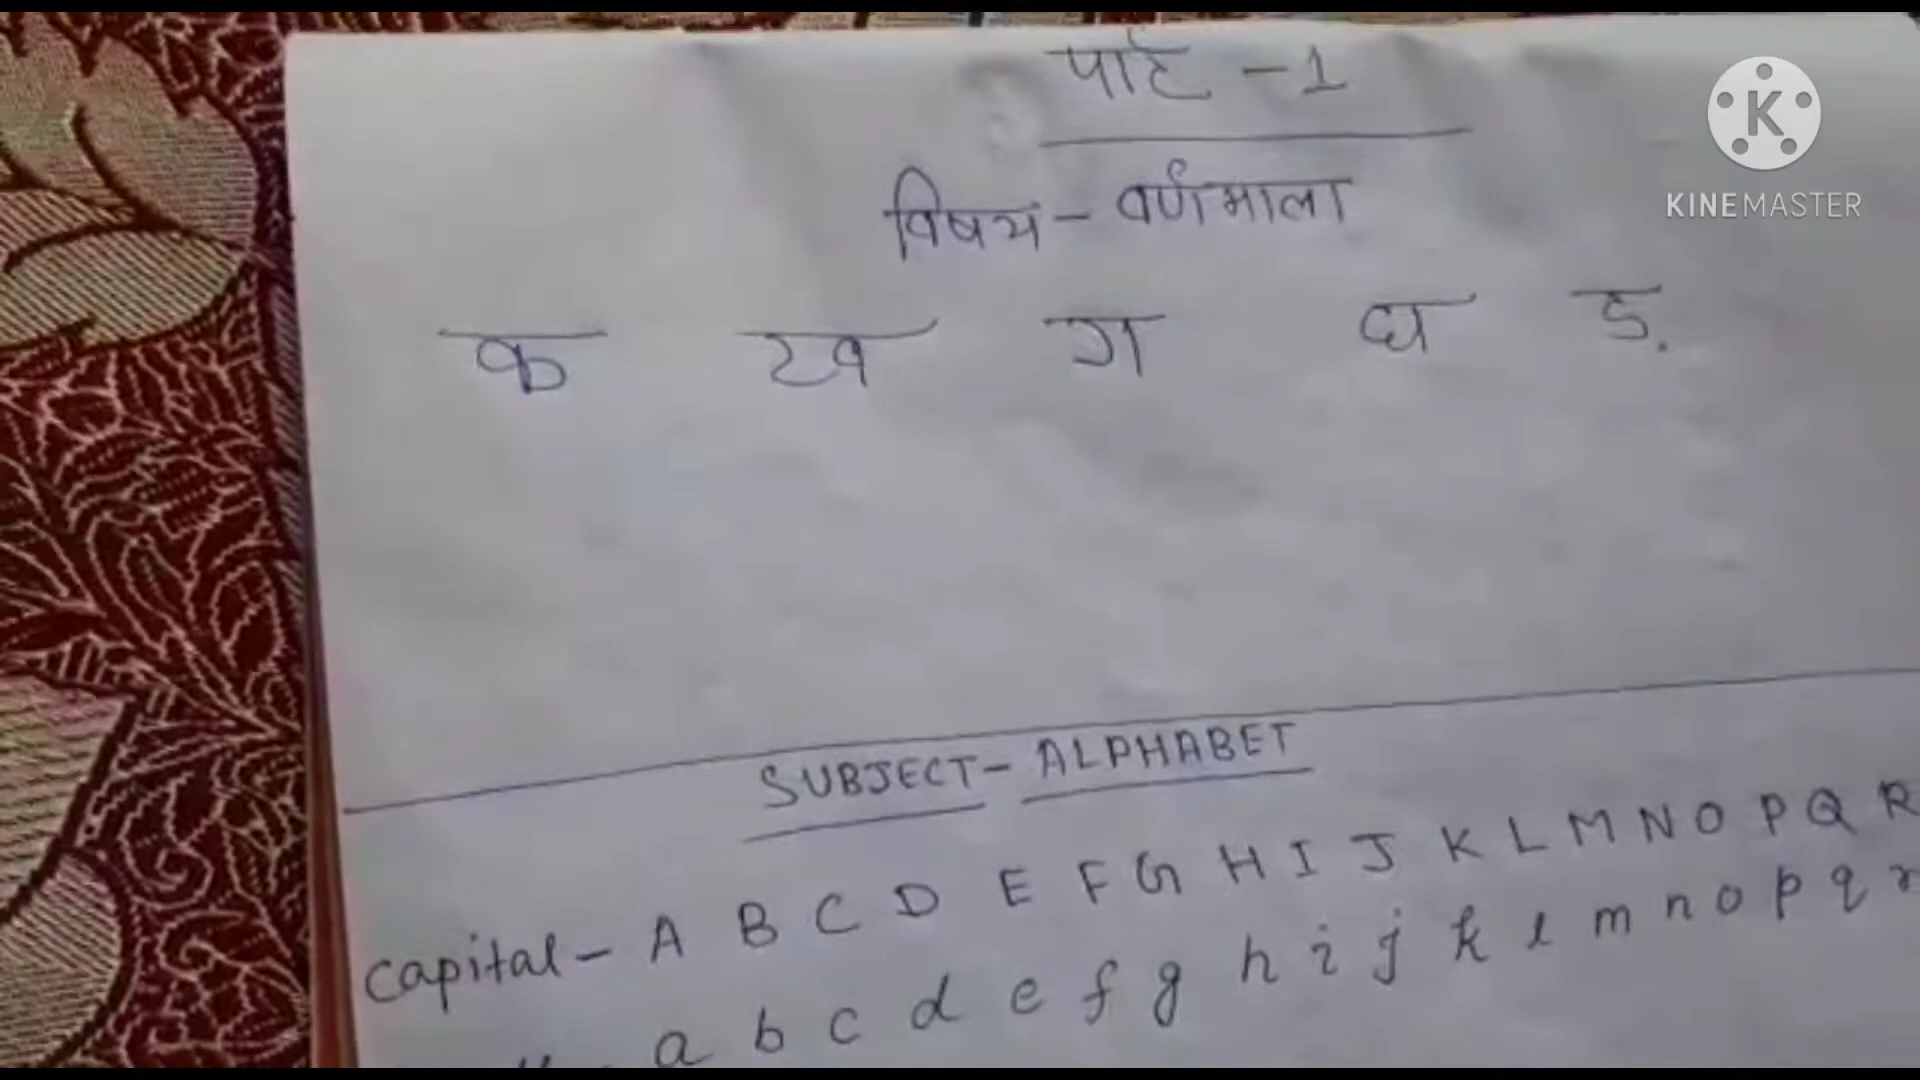 पार्ट - 1
विषय - वर्णमाला
क ख ग घ ङ
SUBJECT - ALPHABET
Capital - A B C D E F G H I J K L M N O P Q R
a b c d e f g h i j k l m n o p q r
KINEMASTER